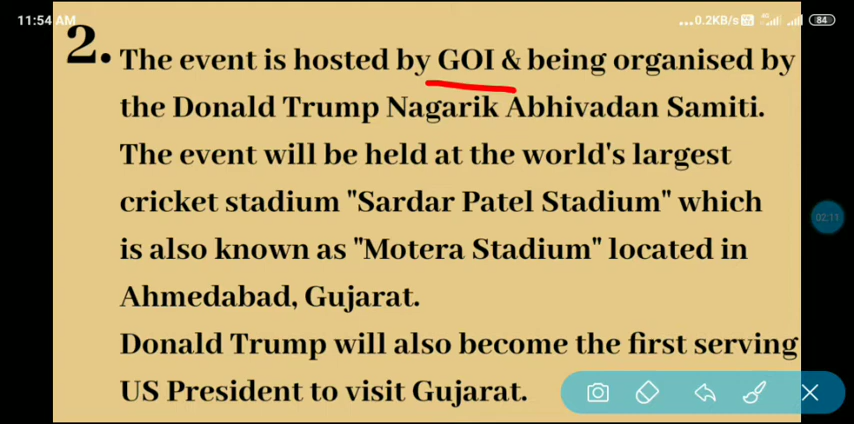 11:54 AM ...0.2KB/s 4G 84
2. The event is hosted by GOI & being organised by
the Donald Trump Nagarik Abhivadan Samiti.
The event will be held at the world's largest
cricket stadium "Sardar Patel Stadium" which
is also known as "Motera Stadium" located in
02:11
Ahmedabad, Gujarat.
Donald Trump will also become the first serving
US President to visit Gujarat.